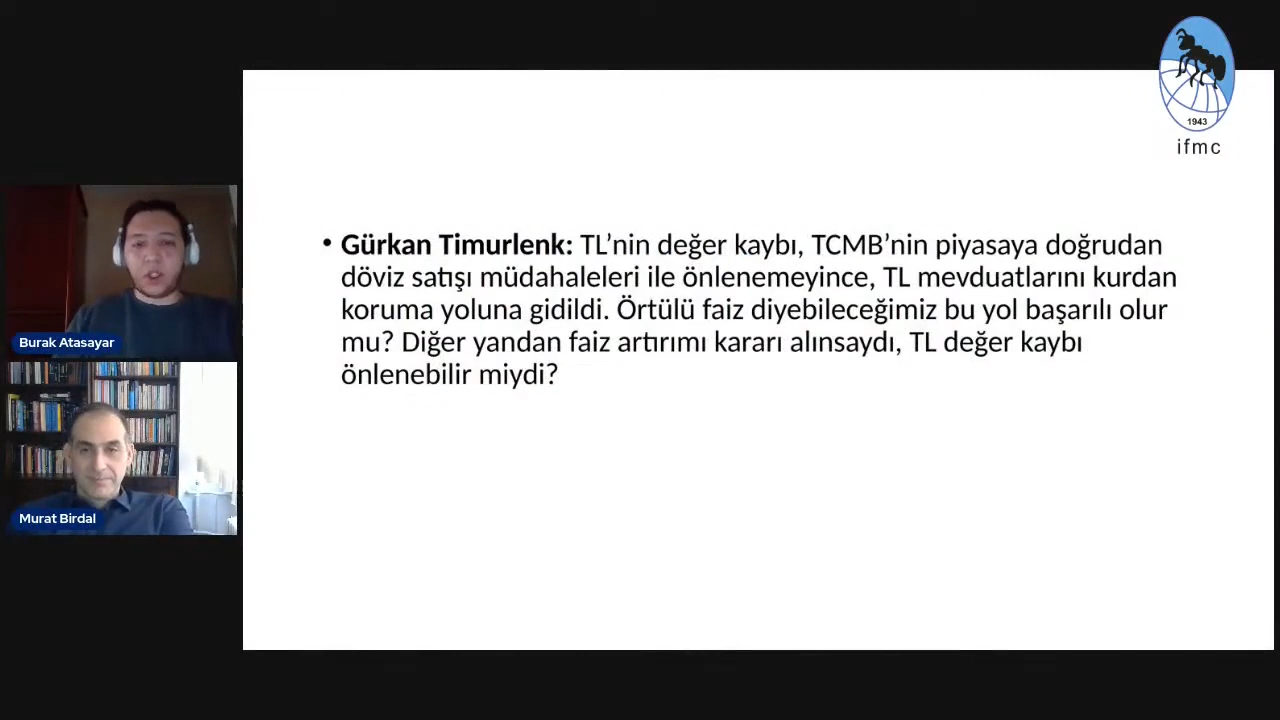 1943
ifmc
• Gürkan Timurlenk: TL’nin değer kaybı, TCMB’nin piyasaya doğrudan
döviz satışı müdahaleleri ile önlenemeyince, TL mevduatlarını kurdan
koruma yoluna gidildi. Örtülü faiz diyebileceğimiz bu yol başarılı olur
mu? Diğer yandan faiz artırımı kararı alınsaydı, TL değer kaybı
önlenebilir miydi?
Burak Atasayar
Murat Birdal